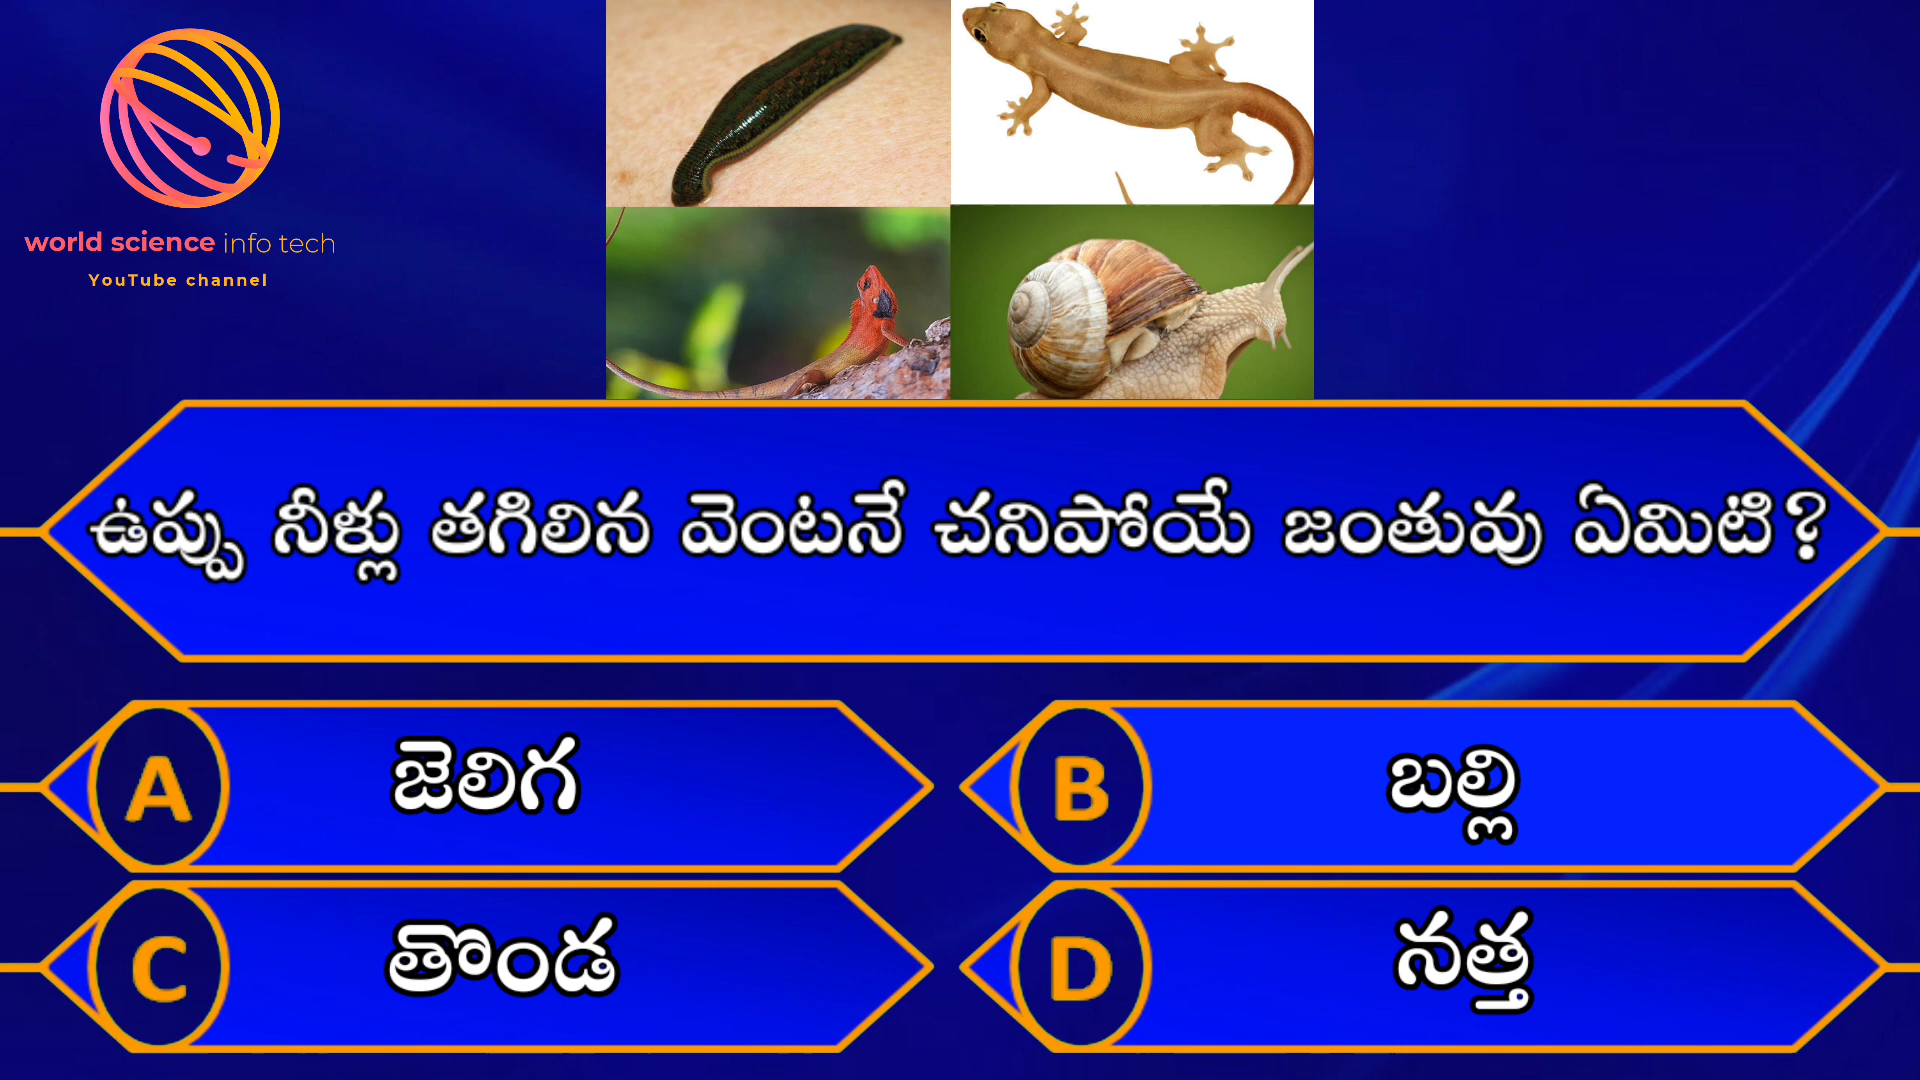 world science info tech
YouTube channel
ఉప్పు నీళ్లు తగిలిన వెంటనే చనిపోయే జంతువు ఏమిటి?
A జెలిగ
B బల్లి
C తొండ
D నత్త